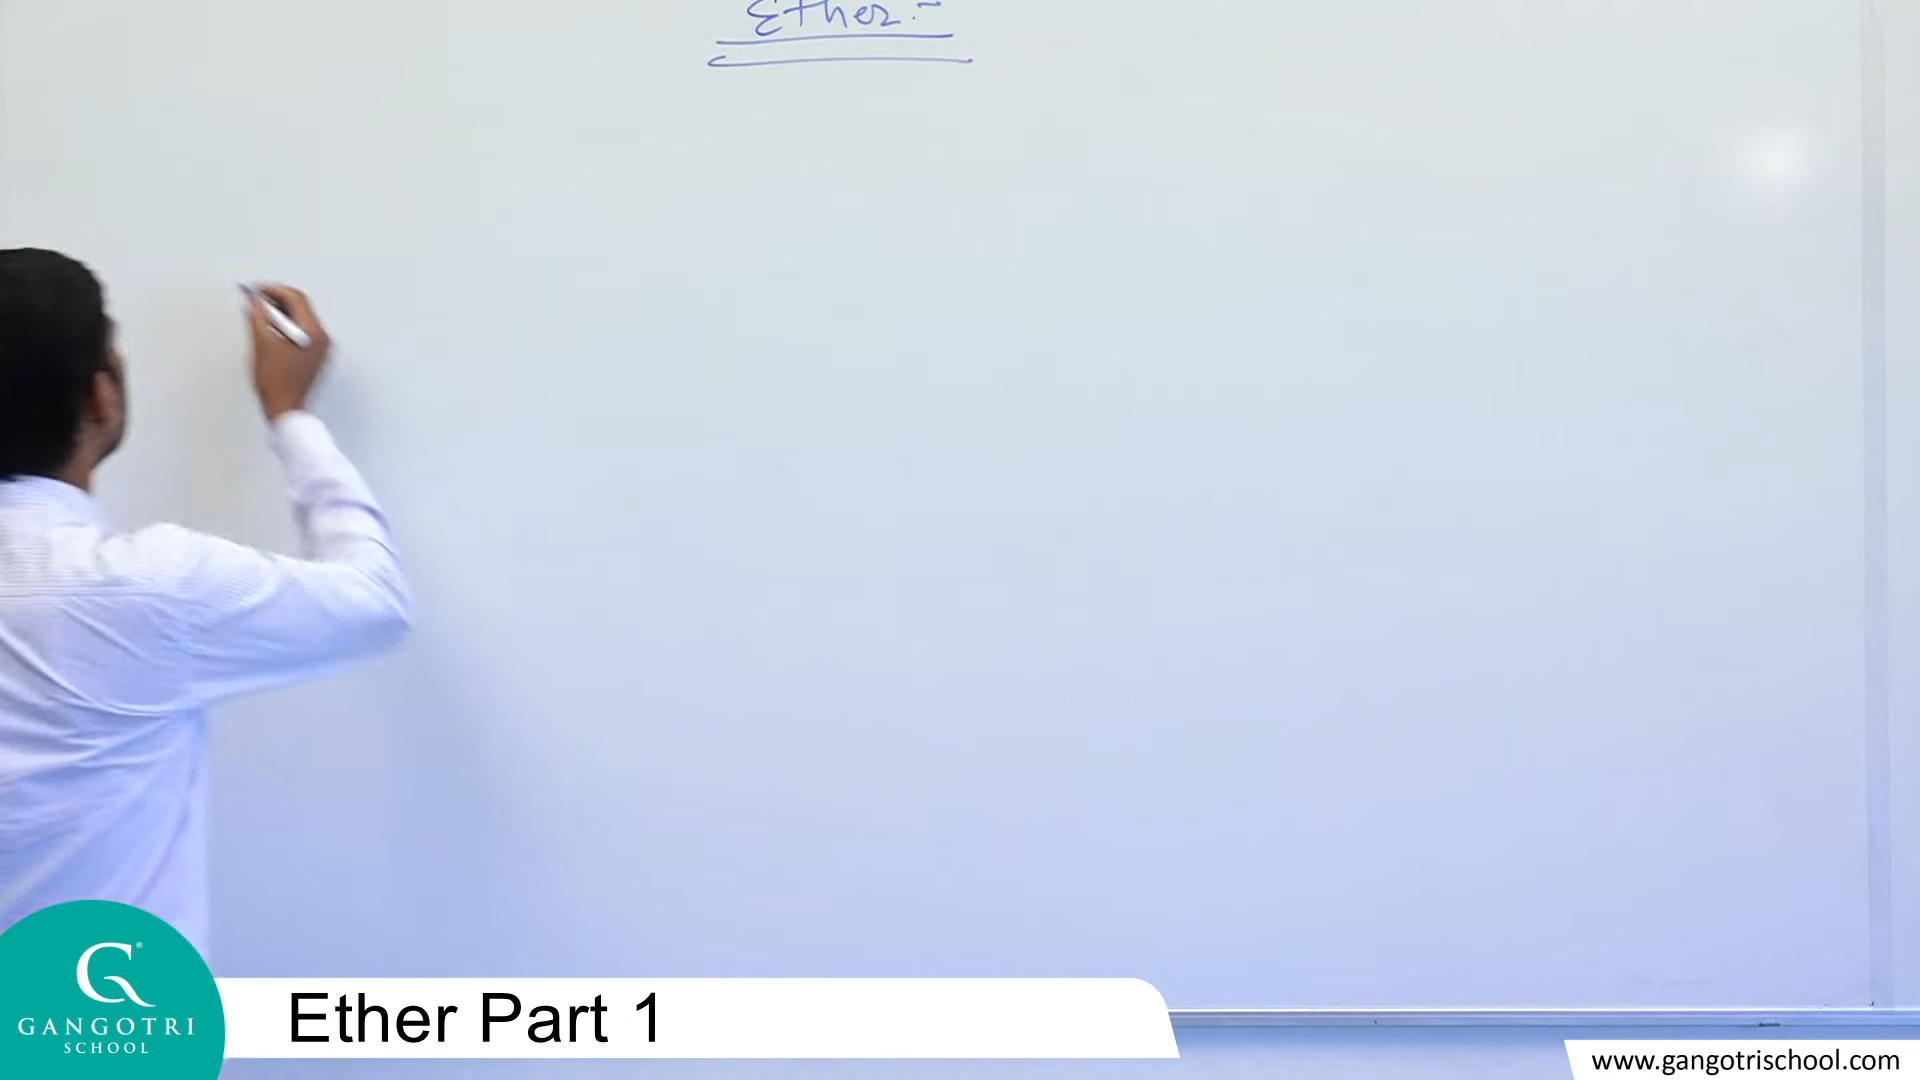 Ether :-
G
GANGOTRI
SCHOOL
Ether Part 1
www.gangotrischool.com